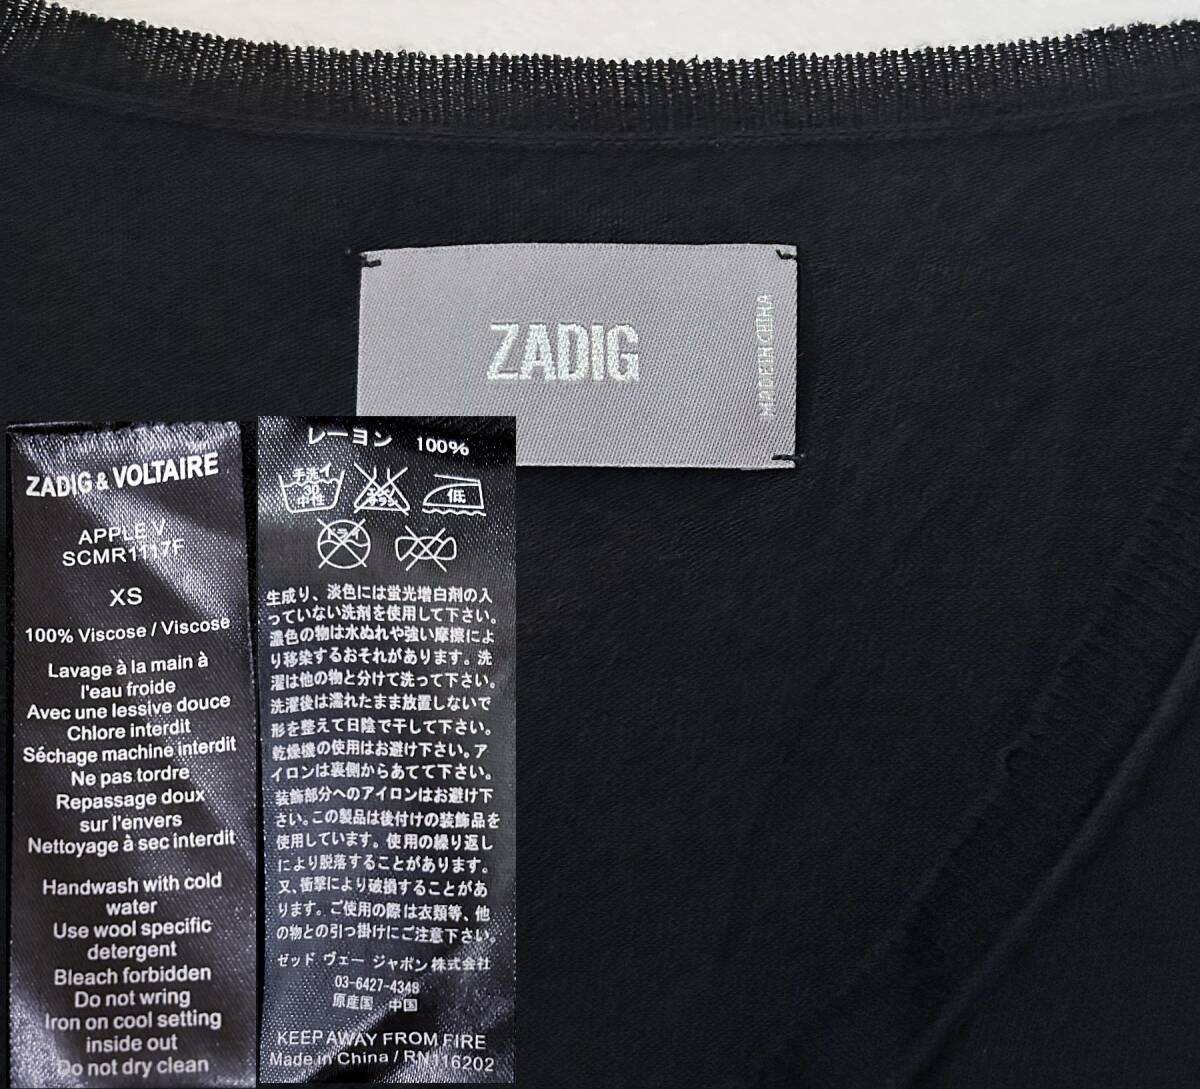 ZADIG
MADE IN CHINA
ZADIG & VOLTAIRE
APPLE V
SCMR1117F
XS
100% Viscose / Viscose
Lavage à la main à
l'eau froide
Avec une lessive douce
Chlore interdit
Séchage machine interdit
Ne pas tordre
Repassage doux
sur l'envers
Nettoyage à sec interdit
Handwash with cold
water
Use wool specific
detergent
Bleach forbidden
Do not wring
Iron on cool setting
inside out
Do not dry clean
レーヨン 100%
手洗イ
30
中性
エンソ
サラシ
低
ドライ
生成り、淡色には蛍光増白剤の入
っていない洗剤を使用して下さい。
濃色の物は水ぬれや強い摩擦によ
り移染するおそれがあります。洗
濯は他の物と分けて洗って下さい。
洗濯後は濡れたまま放置しないで
形を整えて日陰で干して下さい。
乾燥機の使用はお避け下さい。ア
イロンは裏側からあてて下さい。
装飾部分へのアイロンはお避け下
さい。この製品は後付けの装飾品を
使用しています。使用の繰り返し
により脱落することがあります。
又、衝撃により破損することがあ
ります。ご使用の際は衣類等、他
の物との引っ掛けにご注意下さい。
ゼッド ヴェー ジャポン株式会社
03-6427-4348
原産国 中国
KEEP AWAY FROM FIRE
Made in China / RN116202